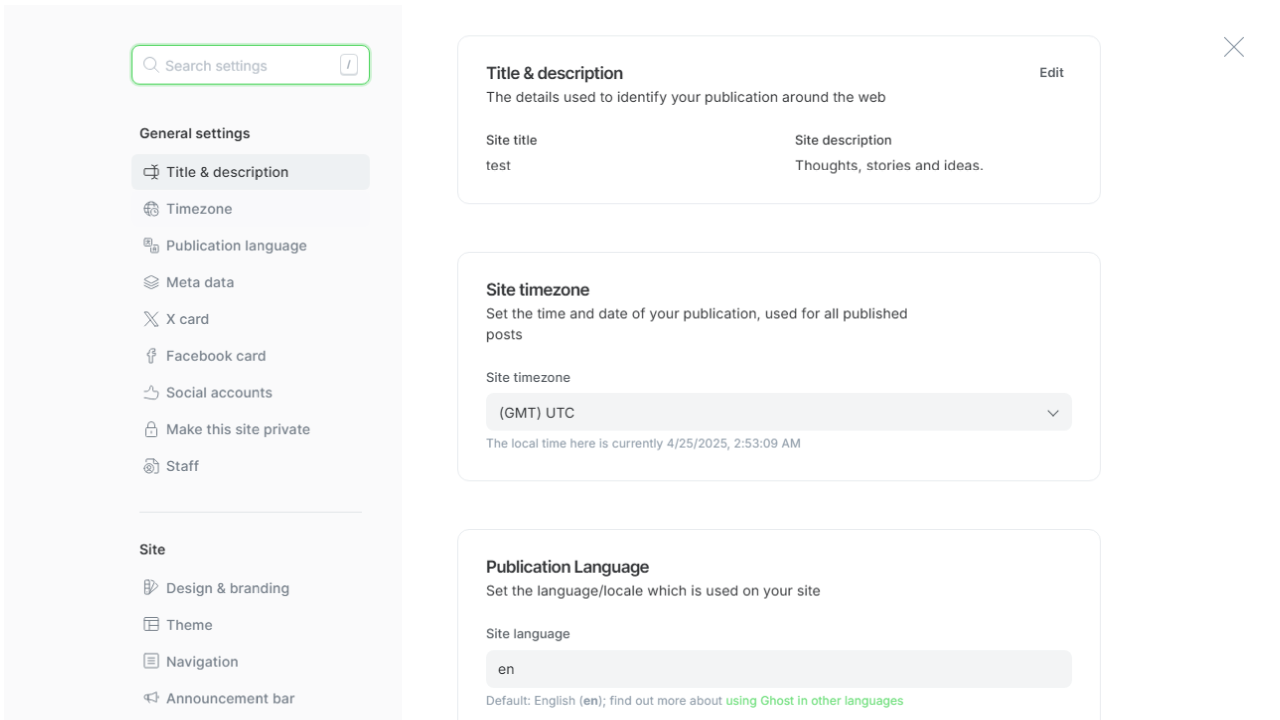 Search settings
/
General settings
Title & description
Timezone
Publication language
Meta data
X card
Facebook card
Social accounts
Make this site private
Staff
Site
Design & branding
Theme
Navigation
Announcement bar
Title & description
Edit
The details used to identify your publication around the web
Site title
Site description
test
Thoughts, stories and ideas.
Site timezone
Set the time and date of your publication, used for all published
posts
Site timezone
(GMT) UTC
The local time here is currently 4/25/2025, 2:53:09 AM
Publication Language
Set the language/locale which is used on your site
Site language
en
Default: English (en); find out more about using Ghost in other languages